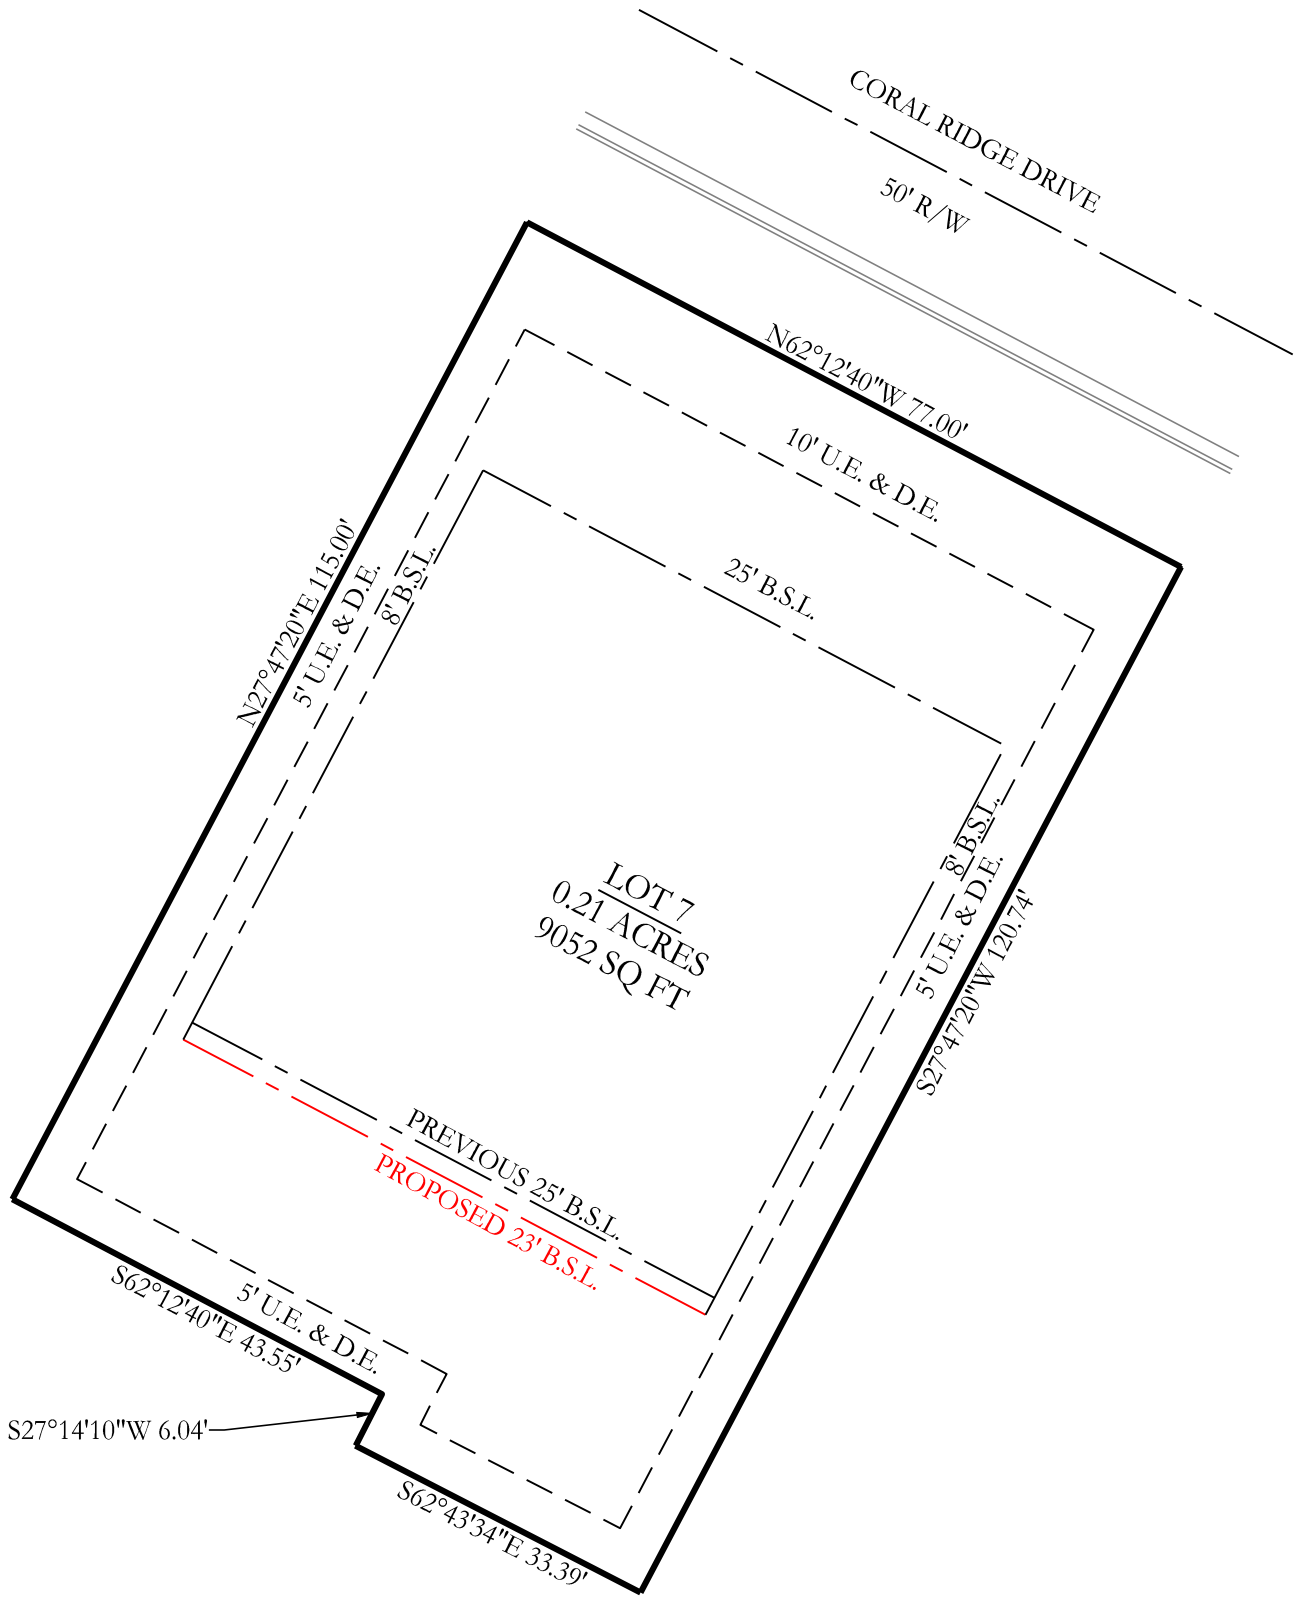 CORAL RIDGE DRIVE
50' R/W
N62°12'40"W 77.00'
10' U.E. & D.E.
25' B.S.L.
N27°47'20"E 115.00'
5' U.E. & D.E.
8' B.S.L.
8' B.S.L.
5' U.E. & D.E.
S27°47'20"W 120.74'
LOT 7
0.21 ACRES
9052 SQ FT
PREVIOUS 25' B.S.L.
PROPOSED 23' B.S.L.
5' U.E. & D.E.
S62°12'40"E 43.55'
S27°14'10"W 6.04'
S62°43'34"E 33.39'